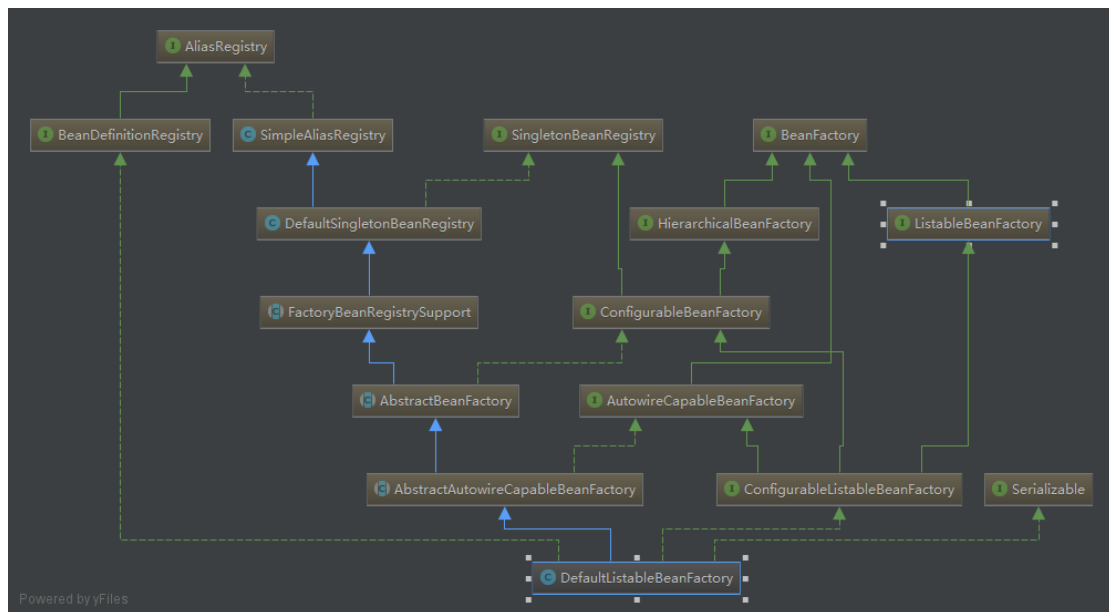 AliasRegistry
BeanDefinitionRegistry
SimpleAliasRegistry
SingletonBeanRegistry
BeanFactory
DefaultSingletonBeanRegistry
HierarchicalBeanFactory
ListableBeanFactory
FactoryBeanRegistrySupport
ConfigurableBeanFactory
AbstractBeanFactory
AutowireCapableBeanFactory
AbstractAutowireCapableBeanFactory
ConfigurableListableBeanFactory
Serializable
DefaultListableBeanFactory
Powered by yFiles